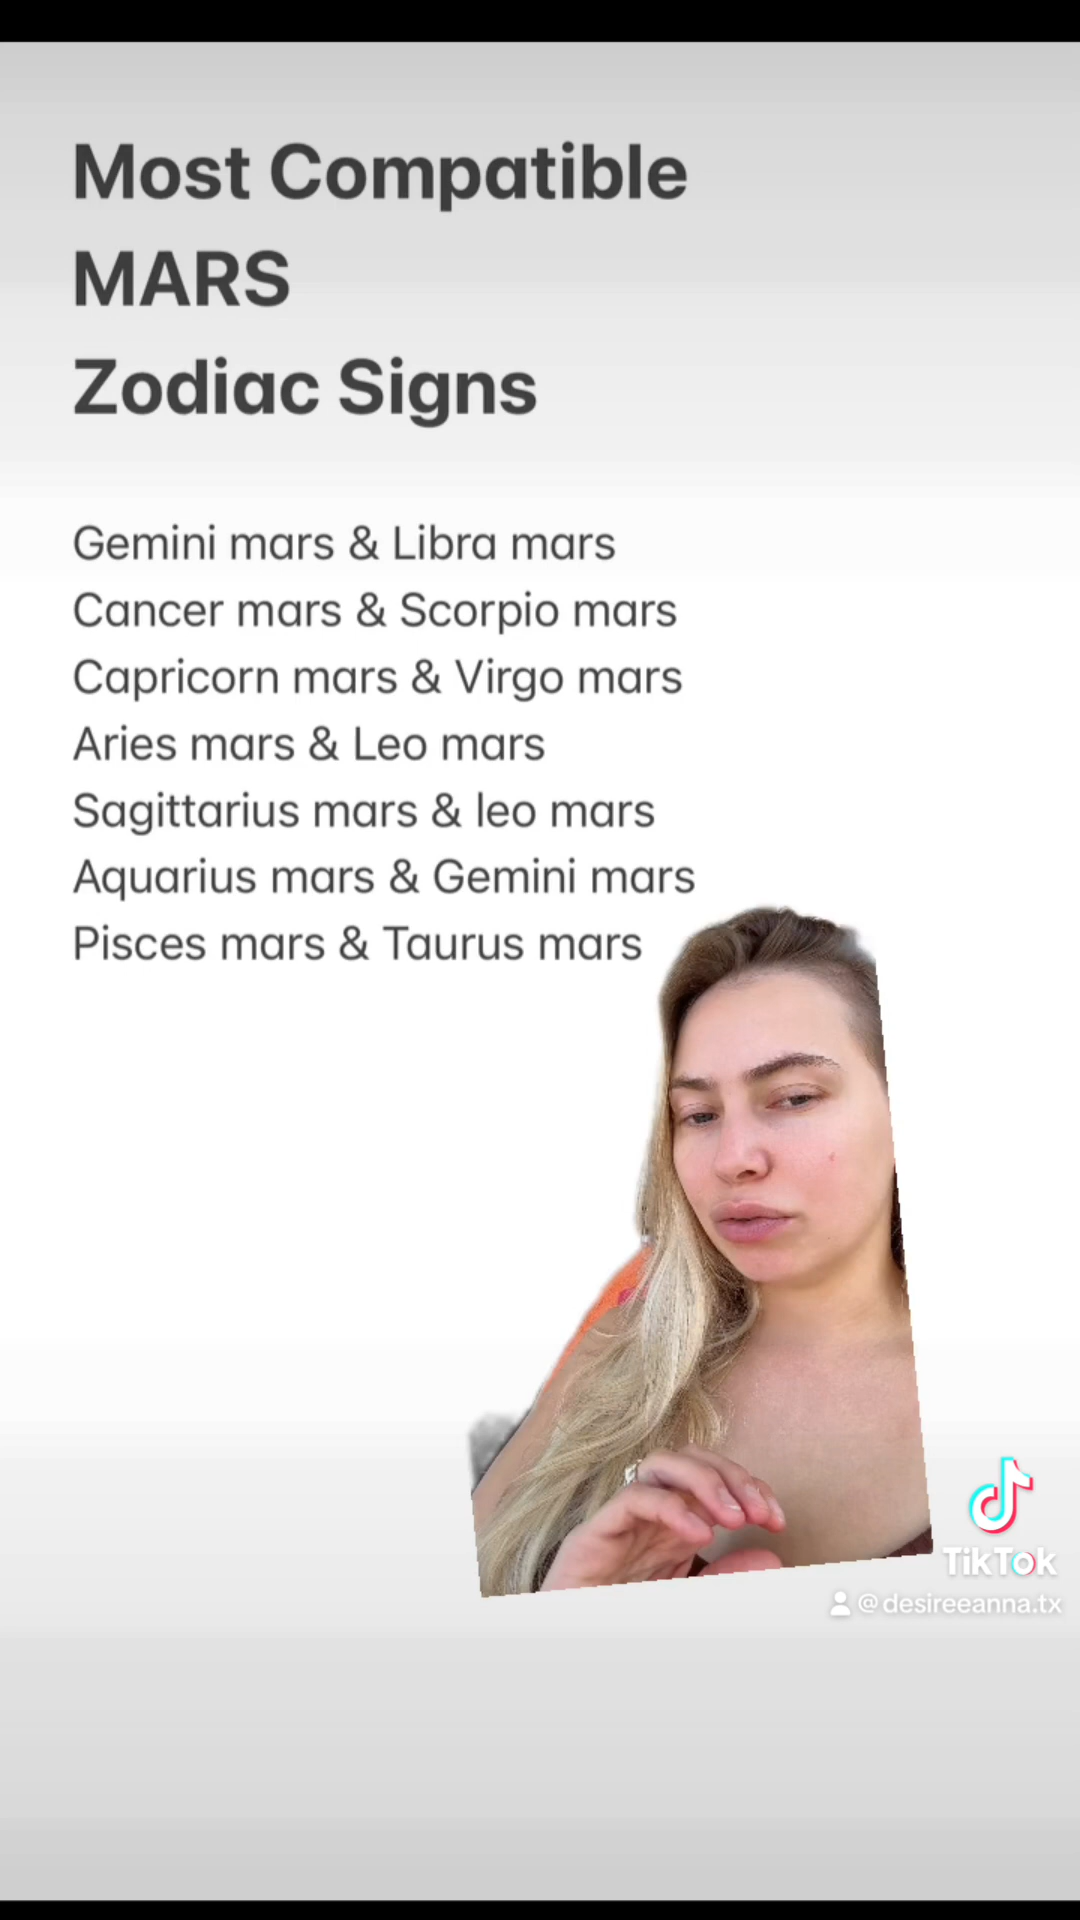 Most Compatible
MARS
Zodiac Signs
Gemini mars & Libra mars
Cancer mars & Scorpio mars
Capricorn mars & Virgo mars
Aries mars & Leo mars
Sagittarius mars & leo mars
Aquarius mars & Gemini mars
Pisces mars & Taurus mars
TikTok
@desireeanna.tx